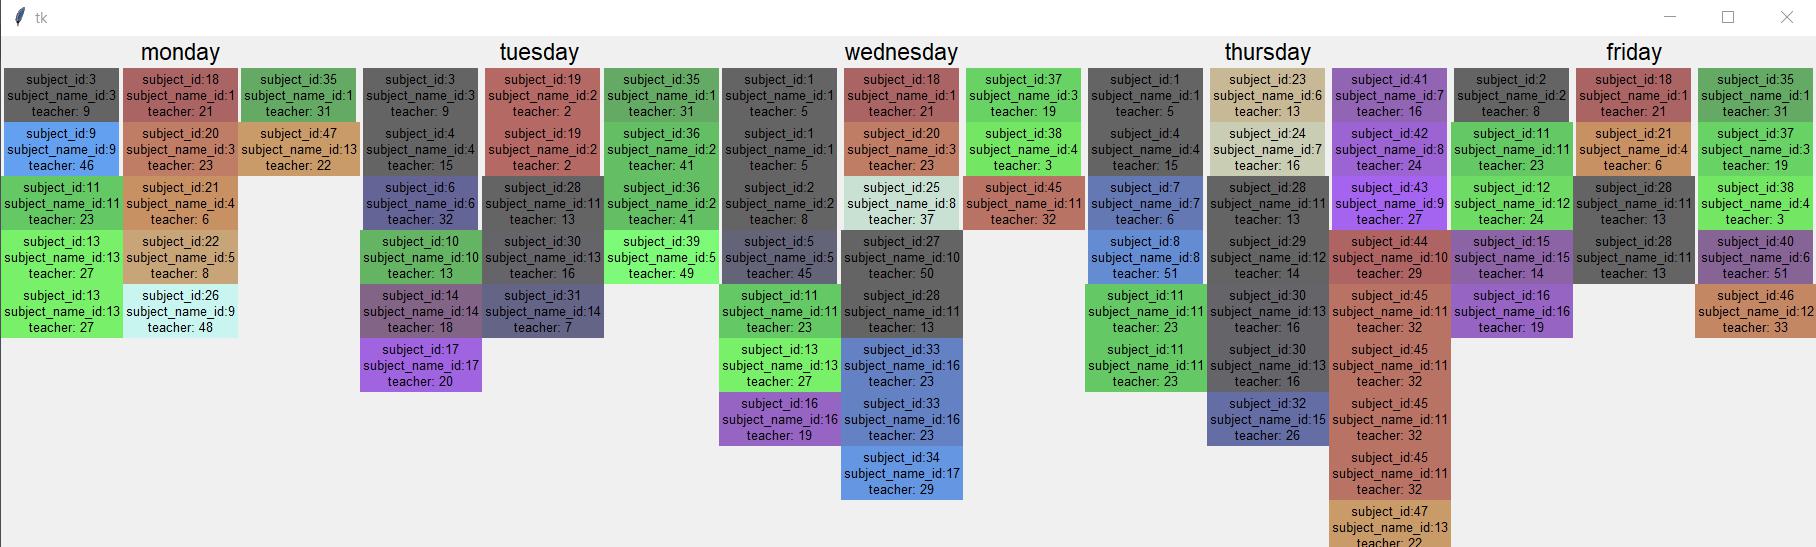 tk
monday
tuesday
wednesday
thursday
friday
subject_id:3
subject_name_id:3
teacher: 9
subject_id:9
subject_name_id:9
teacher: 46
subject_id:11
subject_name_id:11
teacher: 23
subject_id:13
subject_name_id:13
teacher: 27
subject_id:13
subject_name_id:13
teacher: 27
subject_id:18
subject_name_id:1
teacher: 21
subject_id:20
subject_name_id:3
teacher: 23
subject_id:21
subject_name_id:4
teacher: 6
subject_id:22
subject_name_id:5
teacher: 8
subject_id:26
subject_name_id:9
teacher: 48
subject_id:35
subject_name_id:1
teacher: 31
subject_id:47
subject_name_id:13
teacher: 22
subject_id:3
subject_name_id:3
teacher: 9
subject_id:4
subject_name_id:4
teacher: 15
subject_id:6
subject_name_id:6
teacher: 32
subject_id:10
subject_name_id:10
teacher: 13
subject_id:14
subject_name_id:14
teacher: 18
subject_id:17
subject_name_id:17
teacher: 20
subject_id:19
subject_name_id:2
teacher: 2
subject_id:19
subject_name_id:2
teacher: 2
subject_id:28
subject_name_id:11
teacher: 13
subject_id:30
subject_name_id:13
teacher: 16
subject_id:31
subject_name_id:14
teacher: 7
subject_id:35
subject_name_id:1
teacher: 31
subject_id:36
subject_name_id:2
teacher: 41
subject_id:36
subject_name_id:2
teacher: 41
subject_id:39
subject_name_id:5
teacher: 49
subject_id:1
subject_name_id:1
teacher: 5
subject_id:1
subject_name_id:1
teacher: 5
subject_id:2
subject_name_id:2
teacher: 8
subject_id:5
subject_name_id:5
teacher: 45
subject_id:11
subject_name_id:11
teacher: 23
subject_id:13
subject_name_id:13
teacher: 27
subject_id:16
subject_name_id:16
teacher: 19
subject_id:18
subject_name_id:1
teacher: 21
subject_id:20
subject_name_id:3
teacher: 23
subject_id:25
subject_name_id:8
teacher: 37
subject_id:27
subject_name_id:10
teacher: 50
subject_id:28
subject_name_id:11
teacher: 13
subject_id:33
subject_name_id:16
teacher: 23
subject_id:33
subject_name_id:16
teacher: 23
subject_id:34
subject_name_id:17
teacher: 29
subject_id:37
subject_name_id:3
teacher: 19
subject_id:38
subject_name_id:4
teacher: 3
subject_id:45
subject_name_id:11
teacher: 32
subject_id:1
subject_name_id:1
teacher: 5
subject_id:4
subject_name_id:4
teacher: 15
subject_id:7
subject_name_id:7
teacher: 6
subject_id:8
subject_name_id:8
teacher: 51
subject_id:11
subject_name_id:11
teacher: 23
subject_id:11
subject_name_id:11
teacher: 23
subject_id:23
subject_name_id:6
teacher: 13
subject_id:24
subject_name_id:7
teacher: 16
subject_id:28
subject_name_id:11
teacher: 13
subject_id:29
subject_name_id:12
teacher: 14
subject_id:30
subject_name_id:13
teacher: 16
subject_id:30
subject_name_id:13
teacher: 16
subject_id:32
subject_name_id:15
teacher: 26
subject_id:41
subject_name_id:7
teacher: 16
subject_id:42
subject_name_id:8
teacher: 24
subject_id:43
subject_name_id:9
teacher: 27
subject_id:44
subject_name_id:10
teacher: 29
subject_id:45
subject_name_id:11
teacher: 32
subject_id:45
subject_name_id:11
teacher: 32
subject_id:45
subject_name_id:11
teacher: 32
subject_id:45
subject_name_id:11
teacher: 32
subject_id:47
subject_name_id:13
teacher: 22
subject_id:2
subject_name_id:2
teacher: 8
subject_id:11
subject_name_id:11
teacher: 23
subject_id:12
subject_name_id:12
teacher: 24
subject_id:15
subject_name_id:15
teacher: 14
subject_id:16
subject_name_id:16
teacher: 19
subject_id:18
subject_name_id:1
teacher: 21
subject_id:21
subject_name_id:4
teacher: 6
subject_id:28
subject_name_id:11
teacher: 13
subject_id:28
subject_name_id:11
teacher: 13
subject_id:35
subject_name_id:1
teacher: 31
subject_id:37
subject_name_id:3
teacher: 19
subject_id:38
subject_name_id:4
teacher: 3
subject_id:40
subject_name_id:6
teacher: 51
subject_id:46
subject_name_id:12
teacher: 33